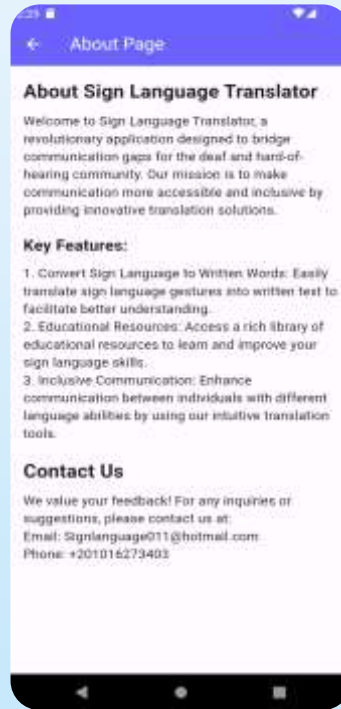 About Page
About Sign Language Translator
Welcome to Sign Language Translator, a
revolutionary application designed to bridge
communication gaps for the deaf and hard-of-
hearing community. Our mission is to make
communication more accessible and inclusive by
providing innovative translation solutions.
Key Features:
1. Convert Sign Language to Written Words: Easily
translate sign language gestures into written text to
facilitate better understanding.
2. Educational Resources: Access a rich library of
educational resources to learn and improve your
sign language skills.
3. Inclusive Communication: Enhance
communication between individuals with different
language abilities by using our intuitive translation
tools.
Contact Us
We value your feedback! For any inquiries or
suggestions, please contact us at:
Email: Signlanguage011@hotmail.com
Phone: +201016273403